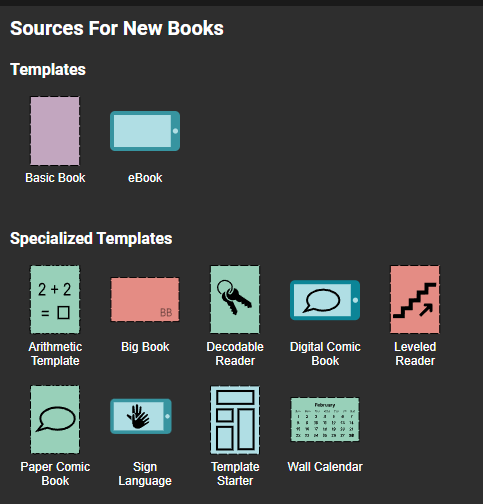 Sources For New Books
Templates
Basic Book
eBook
Specialized Templates
2 + 2
= □
BB
Arithmetic
Template
Big Book
Decodable
Reader
Digital Comic
Book
Leveled
Reader
February
Paper Comic
Book
Sign
Language
Template
Starter
Wall Calendar